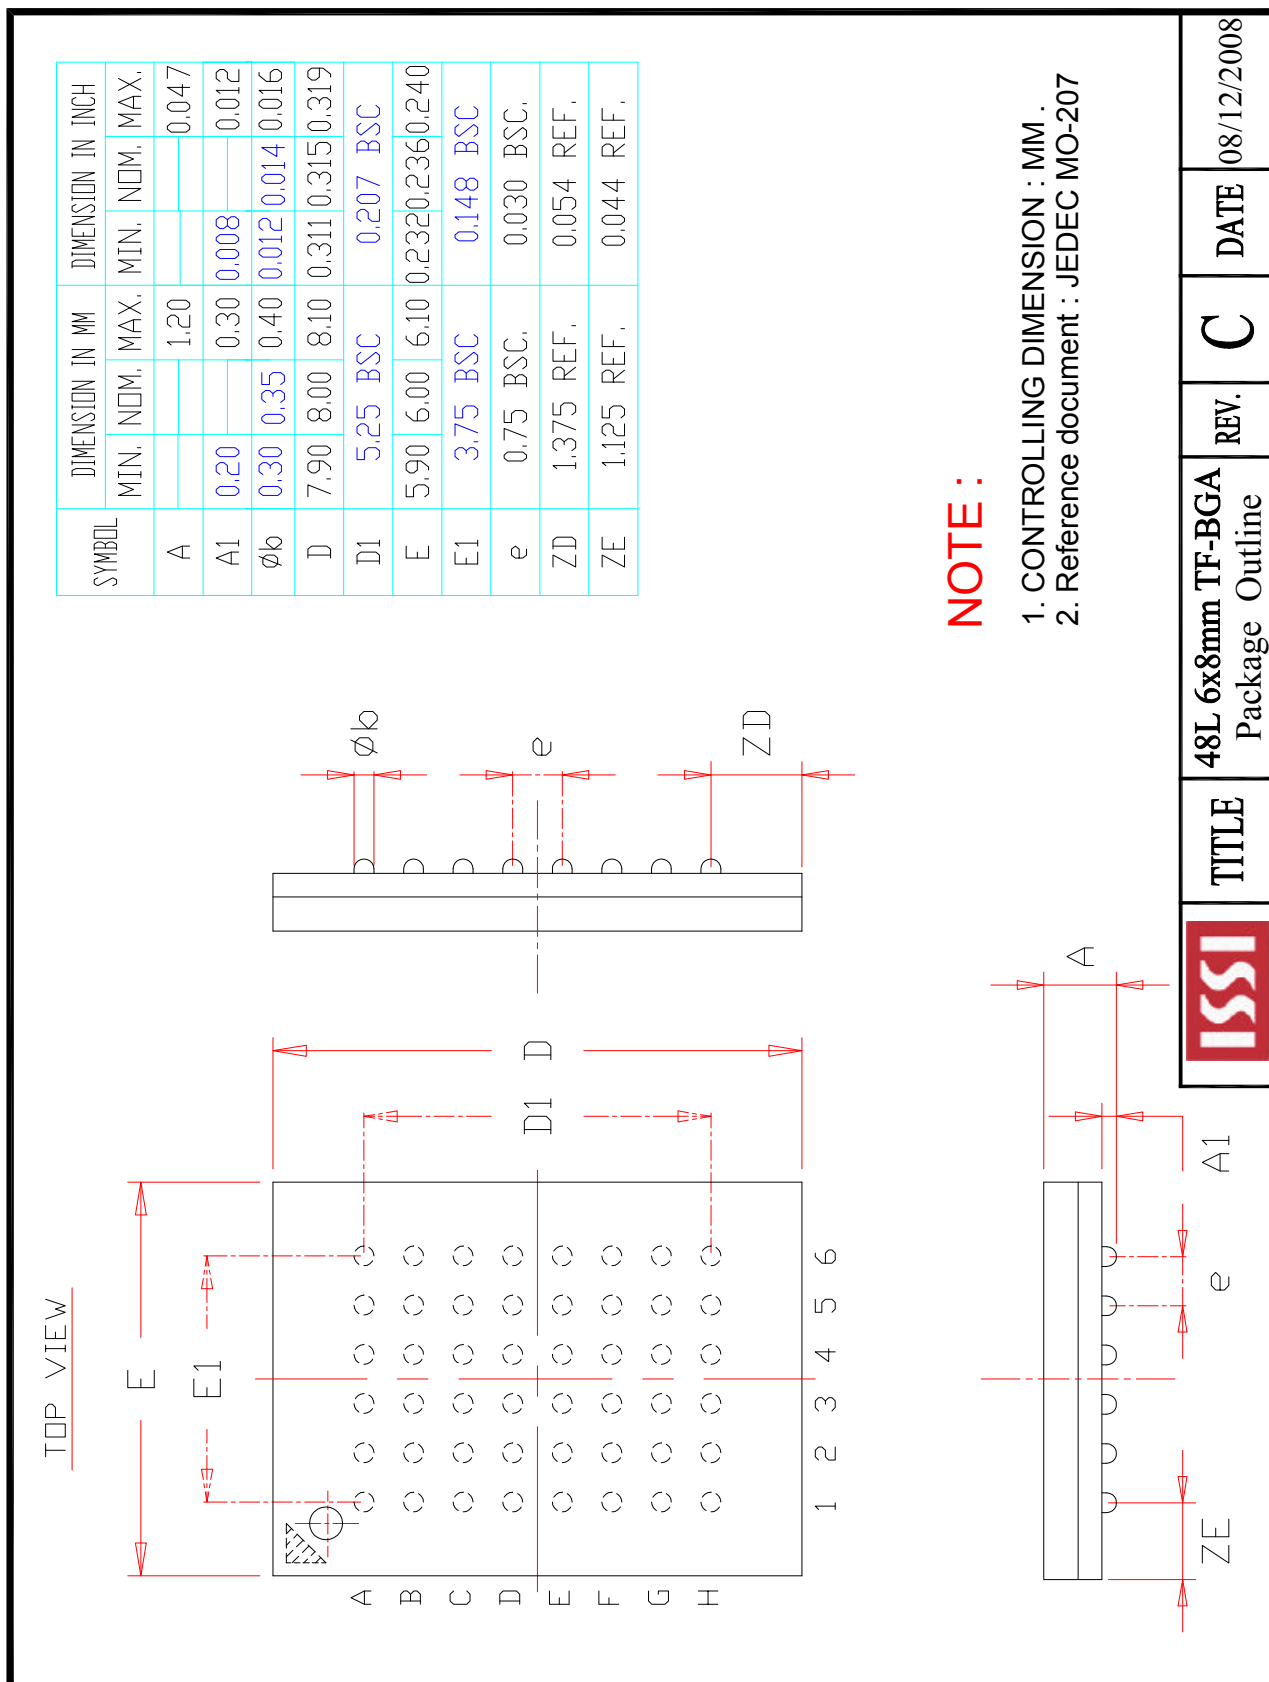 TOP VIEW
E
E1
A
B
C
D
E
F
G
H
1 2 3 4 5 6
D
D1
Øb
e
ZD
ZE
e
A1
A
SYMBOL DIMENSION IN MM DIMENSION IN INCH
MIN. NOM. MAX. MIN. NOM. MAX.
A 1.20 0.047
A1 0.20 0.30 0.008 0.012
Øb 0.30 0.35 0.40 0.012 0.014 0.016
D 7.90 8.00 8.10 0.311 0.315 0.319
D1 5.25 BSC 0.207 BSC
E 5.90 6.00 6.10 0.232 0.236 0.240
E1 3.75 BSC 0.148 BSC
e 0.75 BSC. 0.030 BSC.
ZD 1.375 REF. 0.054 REF.
ZE 1.125 REF. 0.044 REF.
NOTE :
1. CONTROLLING DIMENSION : MM .
2. Reference document : JEDEC MO-207
ISSI
TITLE
48L 6x8mm TF-BGA
Package Outline
REV.
C
DATE
08/12/2008